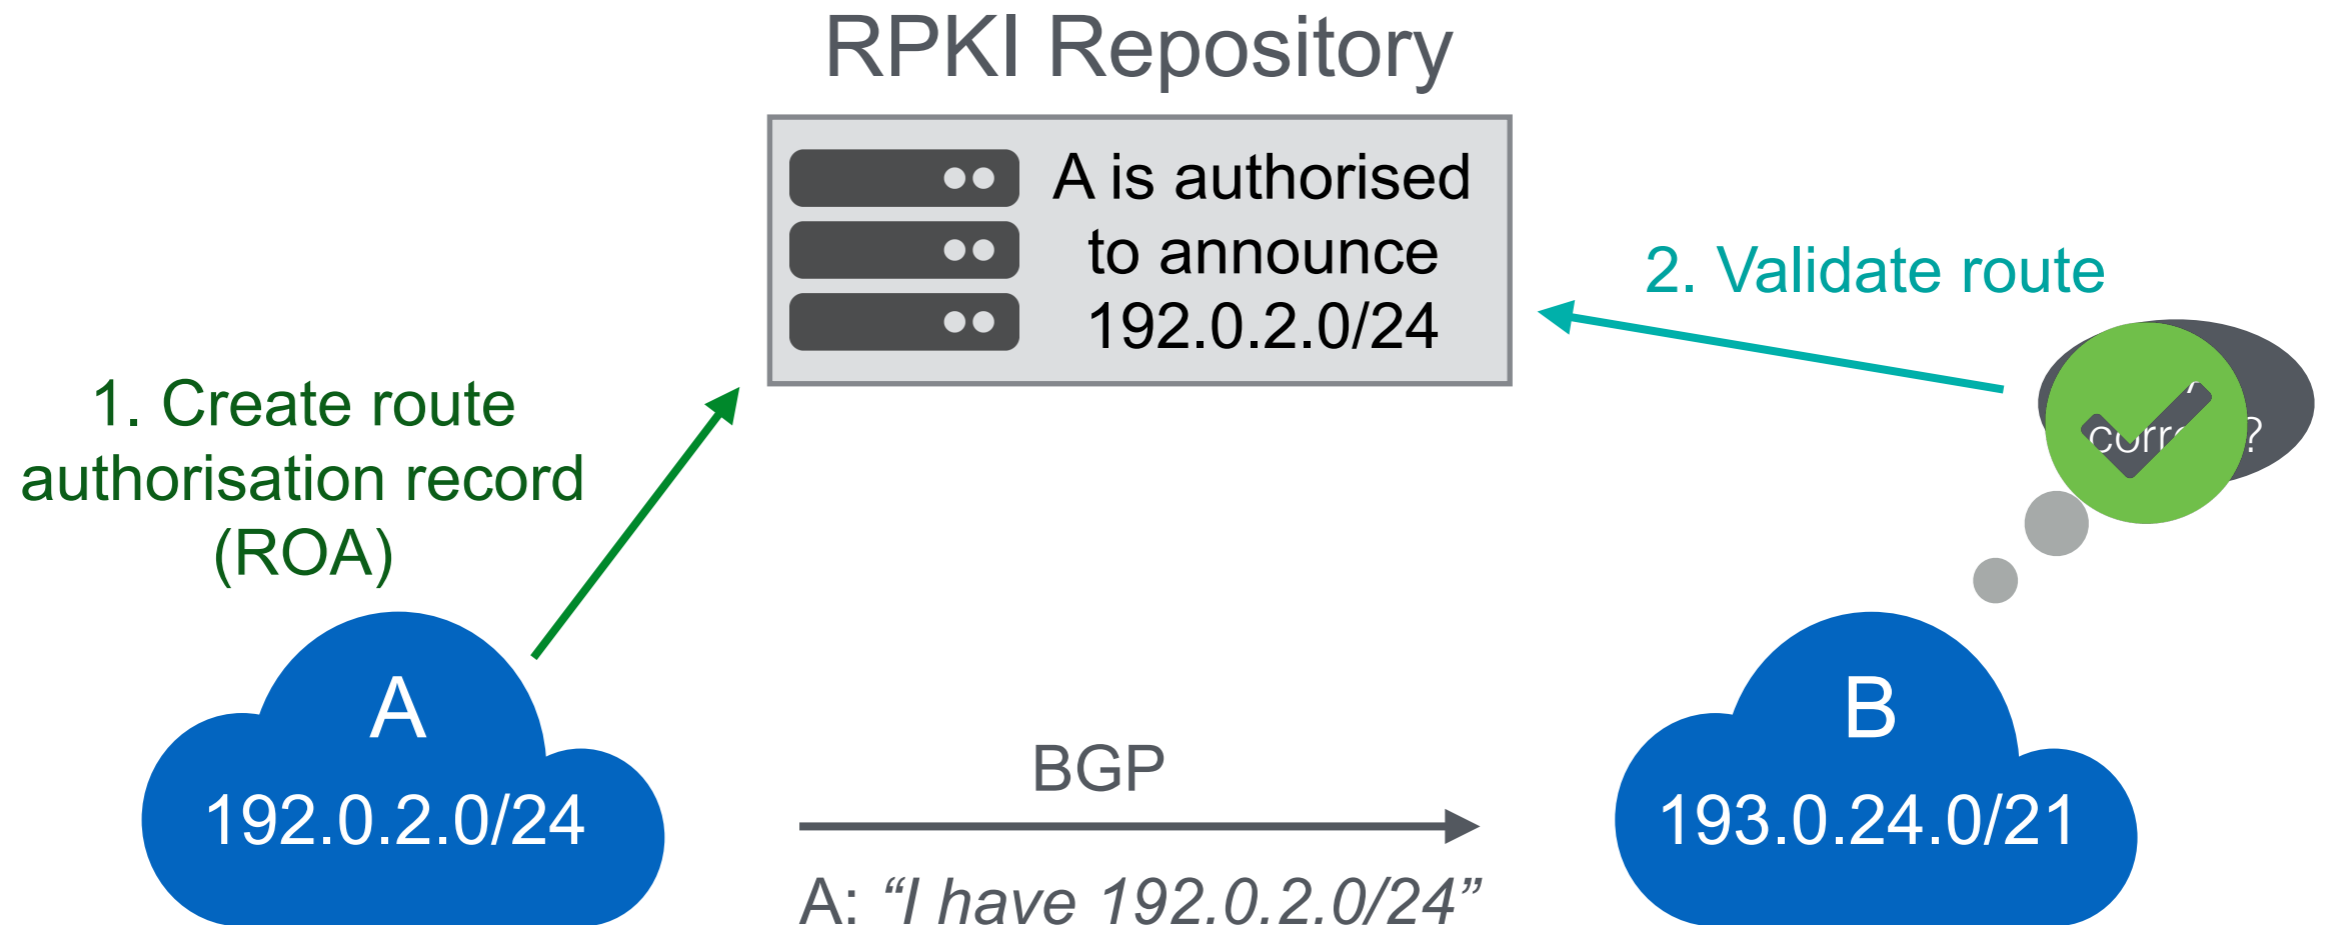 RPKI Repository
A is authorised
to announce
192.0.2.0/24
1. Create route
authorisation record
(ROA)
2. Validate route
A
192.0.2.0/24
BGP
A: “I have 192.0.2.0/24”
B
193.0.24.0/21